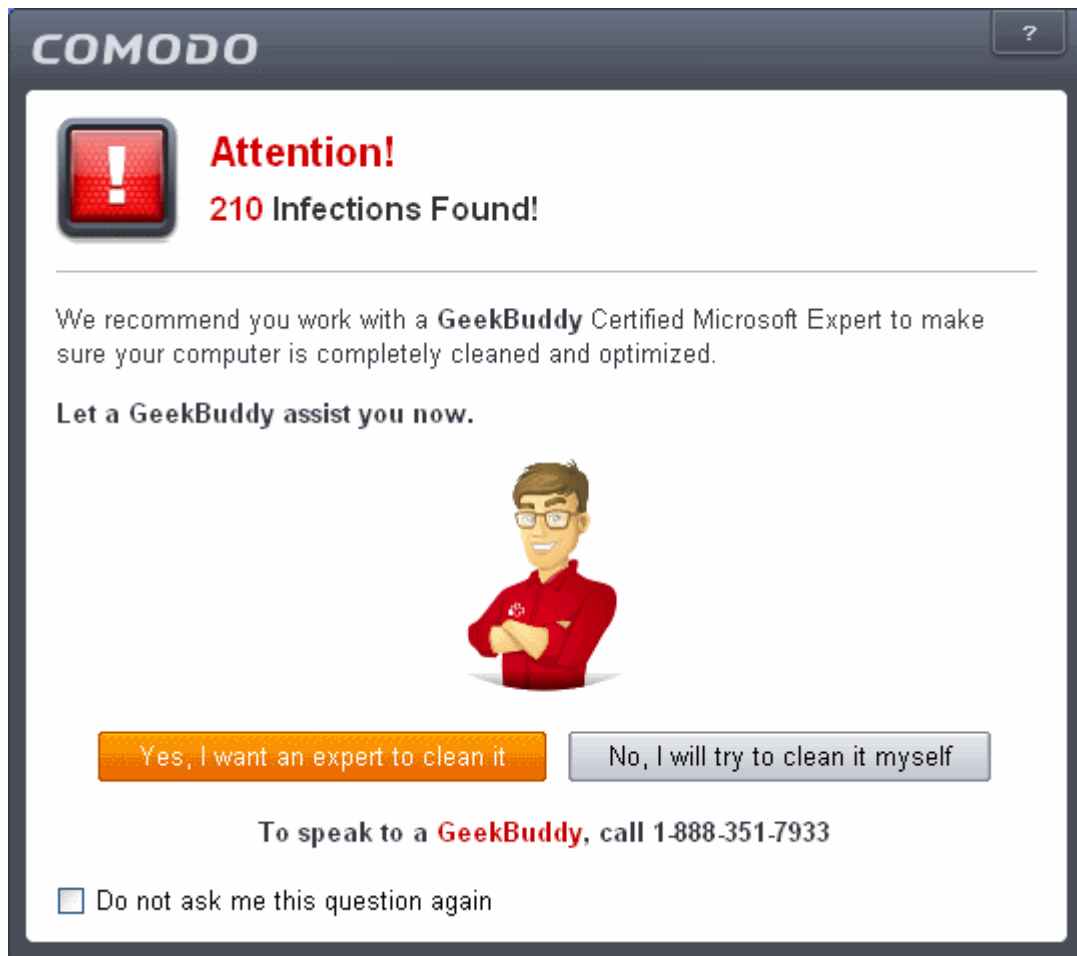 COMODO
?
!
Attention!
210 Infections Found!
We recommend you work with a GeekBuddy Certified Microsoft Expert to make
sure your computer is completely cleaned and optimized.
Let a GeekBuddy assist you now.
Yes, I want an expert to clean it
No, I will try to clean it myself
To speak to a GeekBuddy, call 1-888-351-7933
Do not ask me this question again